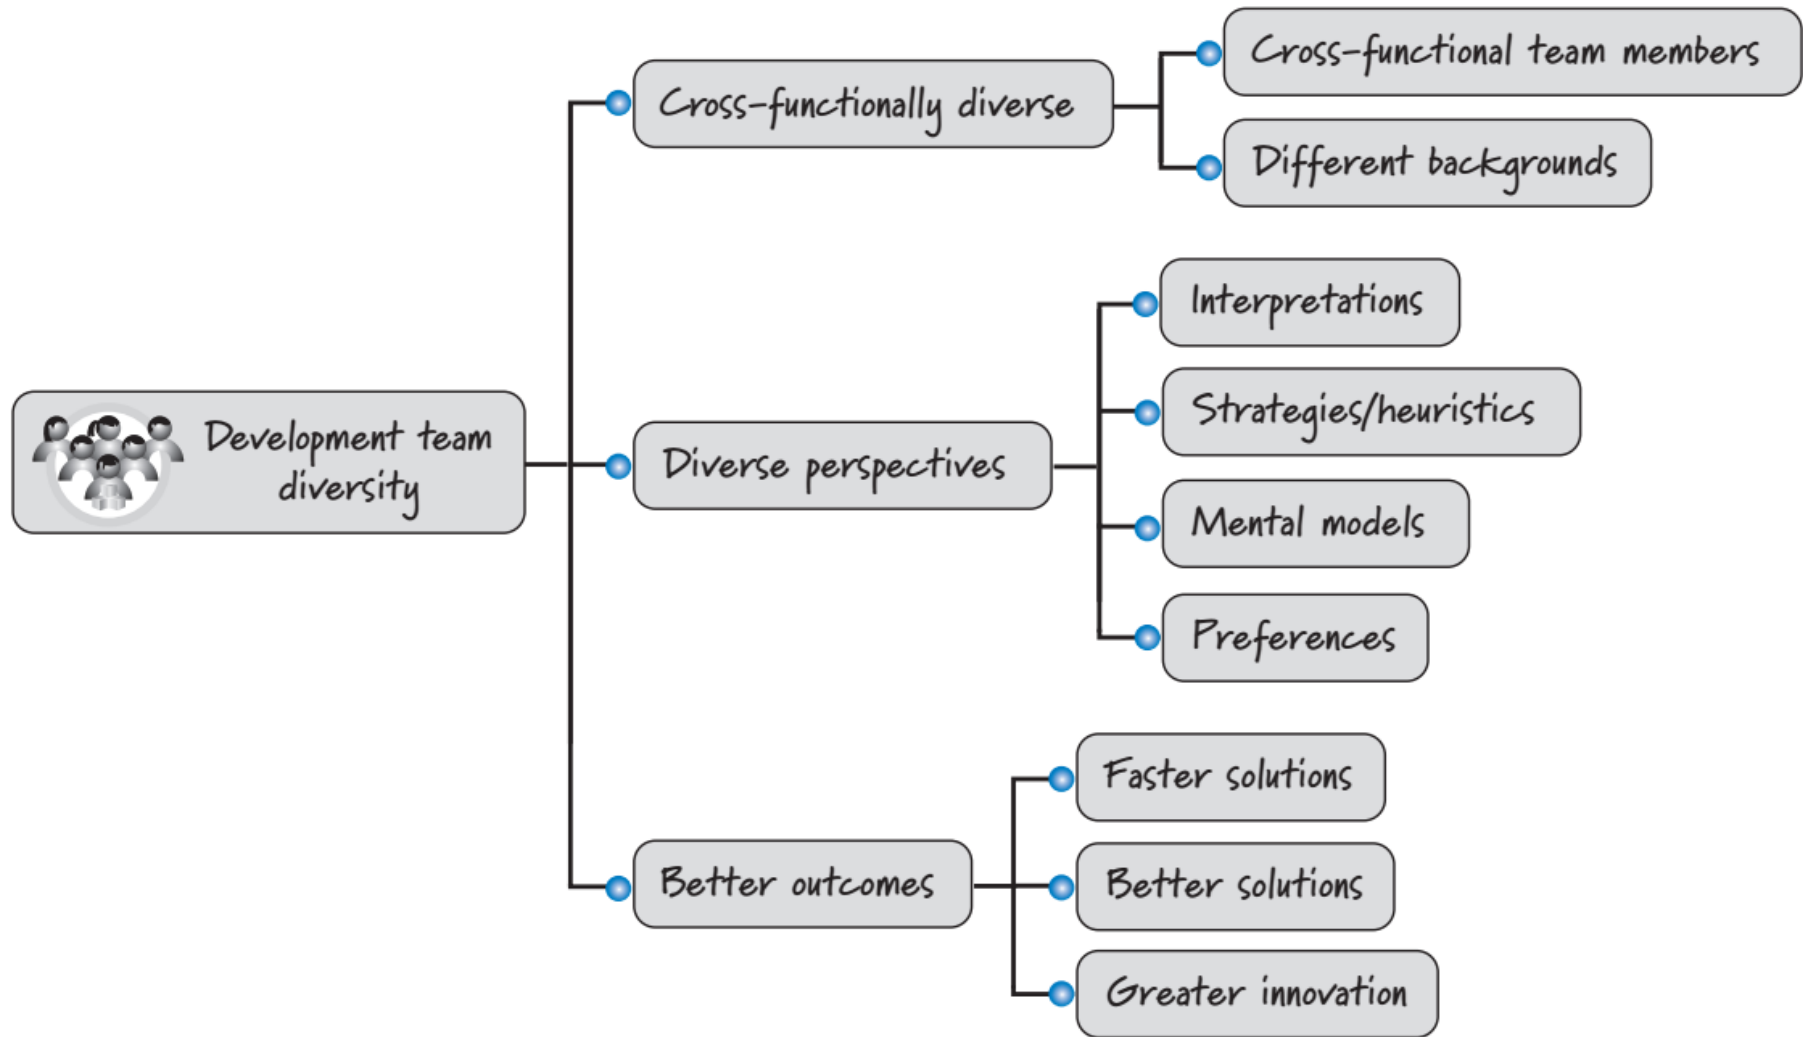 Cross-functional team members
Cross-functionally diverse
Different backgrounds
Interpretations
Strategies/heuristics
Development team
diversity
Diverse perspectives
Mental models
Preferences
Faster solutions
Better outcomes
Better solutions
Greater innovation